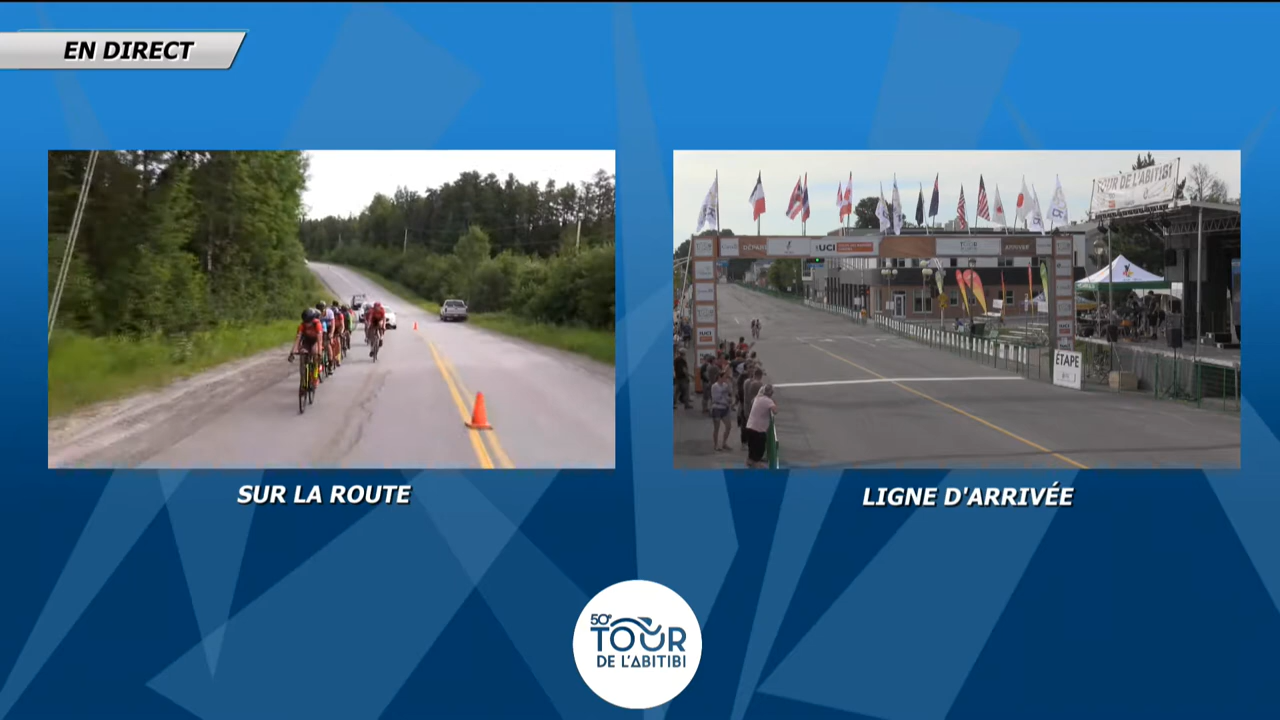 EN DIRECT
TOUR DE L'ABITIBI
DÉPART
UCI
ARRIVÉE
ÉTAPE
SUR LA ROUTE
LIGNE D'ARRIVÉE
50e
TOUR
DE L'ABITIBI